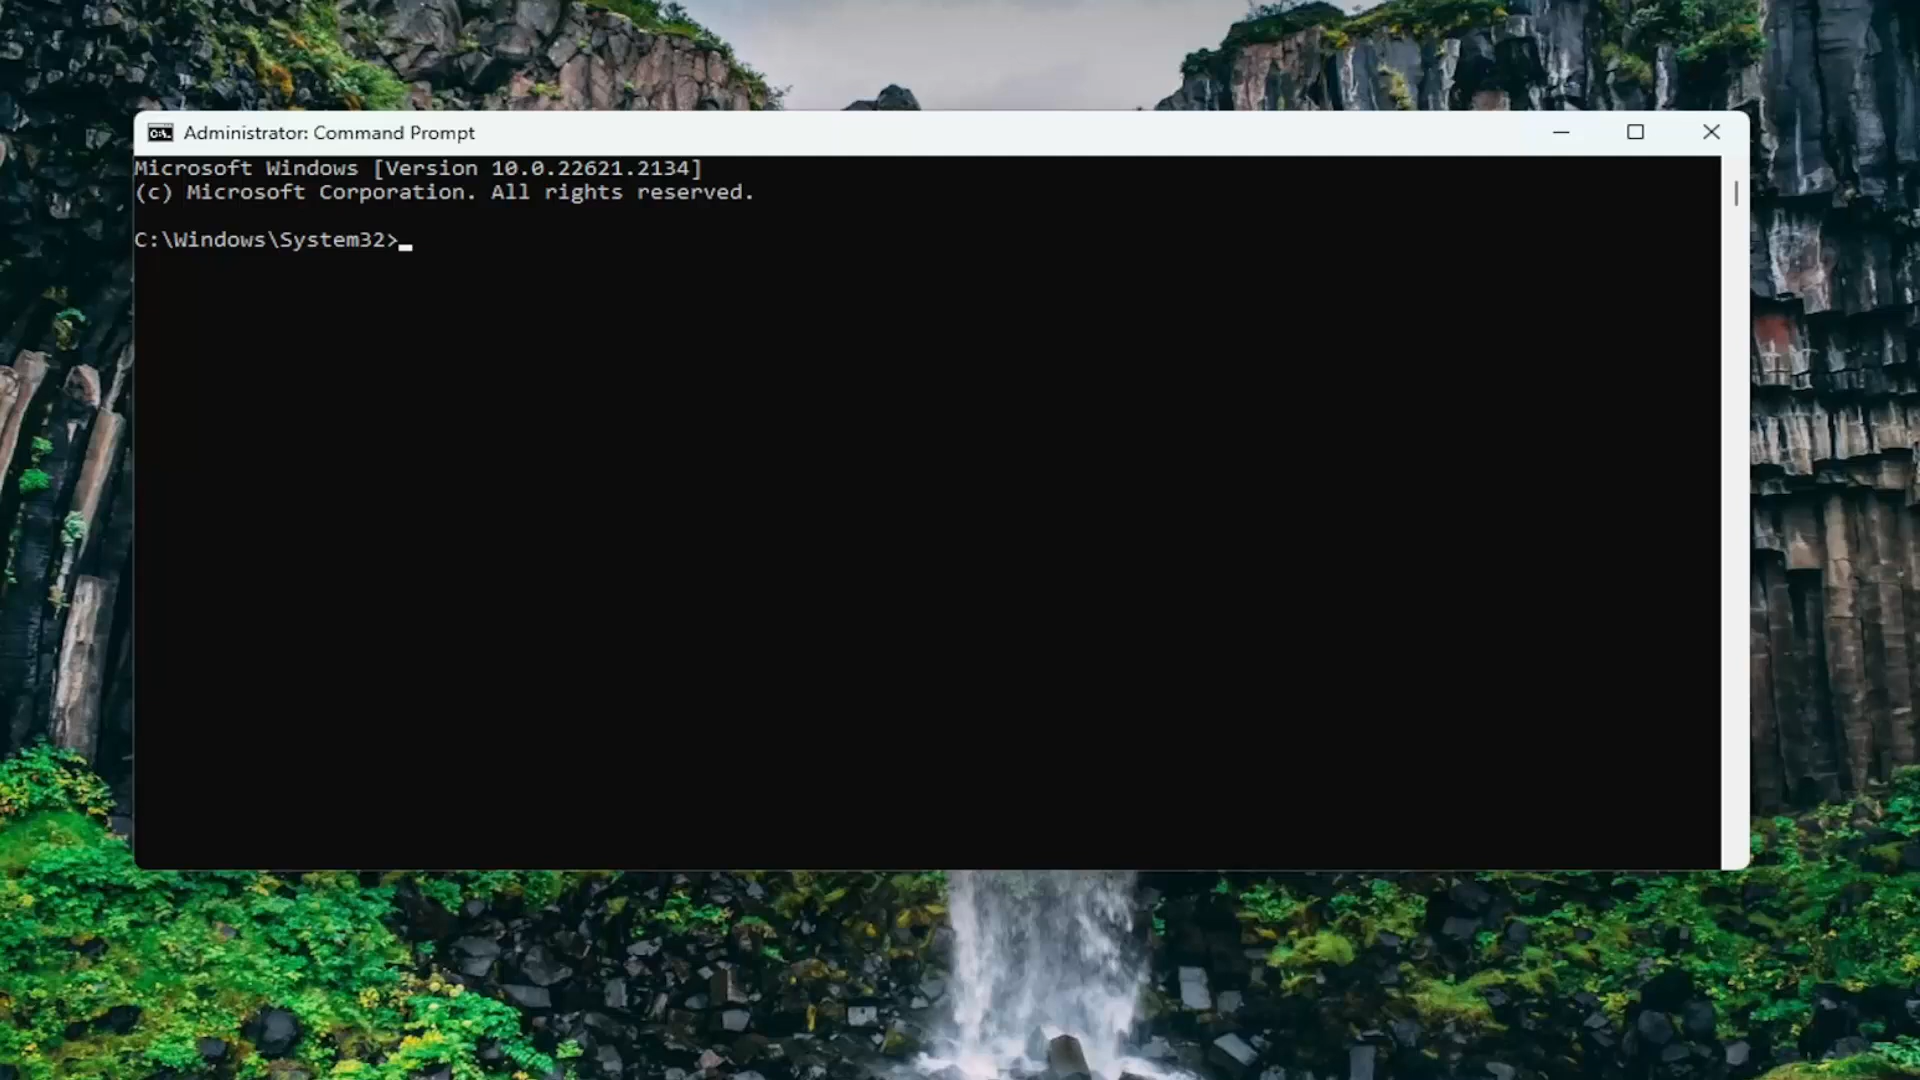 Administrator: Command Prompt
Microsoft Windows [Version 10.0.22621.2134]
(c) Microsoft Corporation. All rights reserved.
C:\Windows\System32>